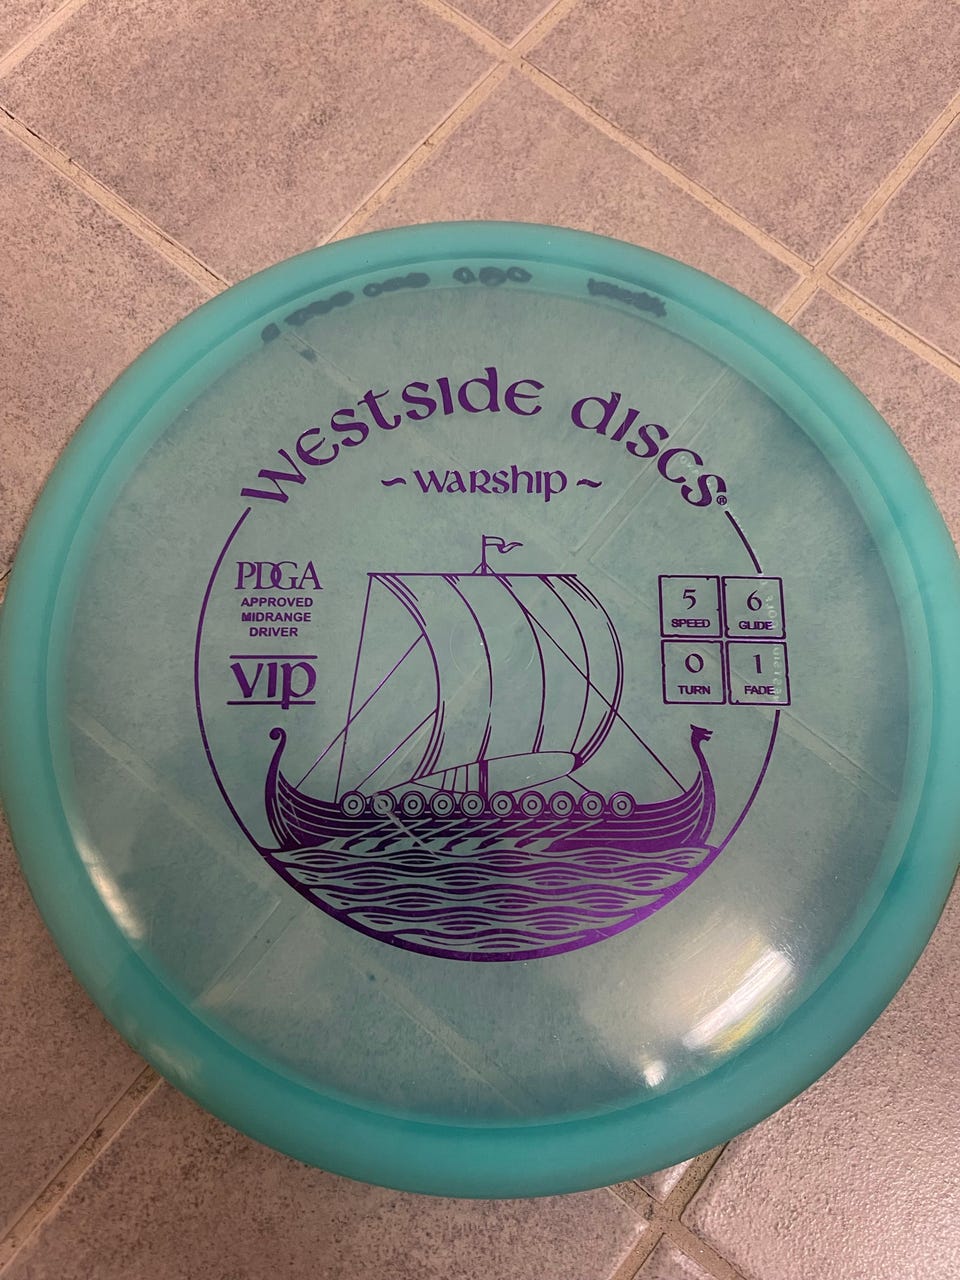 Westside discs®
~ Warship ~
PDGA
APPROVED
MIDRANGE
DRIVER
VIP
5
SPEED
6
GLIDE
0
TURN
1
FADE